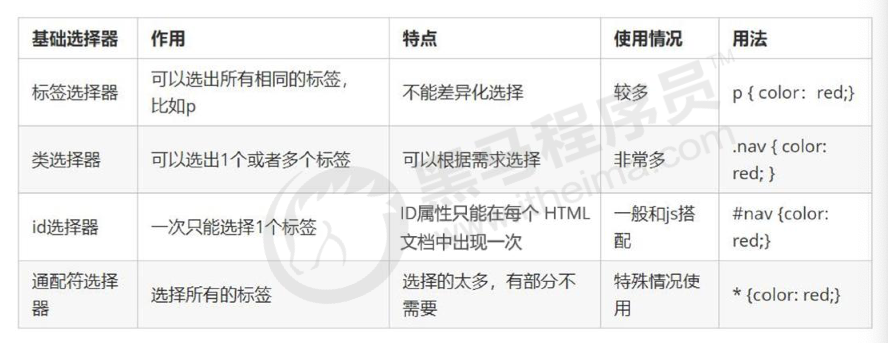 基础选择器 作用 特点 使用情况 用法
标签选择器 可以选出所有相同的标签， 比如p 不能差异化选择 较多 p { color：red;}
类选择器 可以选出1个或者多个标签 可以根据需求选择 非常多 .nav { color: red; }
id选择器 一次只能选择1个标签 ID属性只能在每个 HTML 文档中出现一次 一般和js搭配 #nav {color: red;}
通配符选择器 选择所有的标签 选择的太多，有部分不需要 特殊情况使用 * {color: red;}
黑马程序员™
www.itheima.com